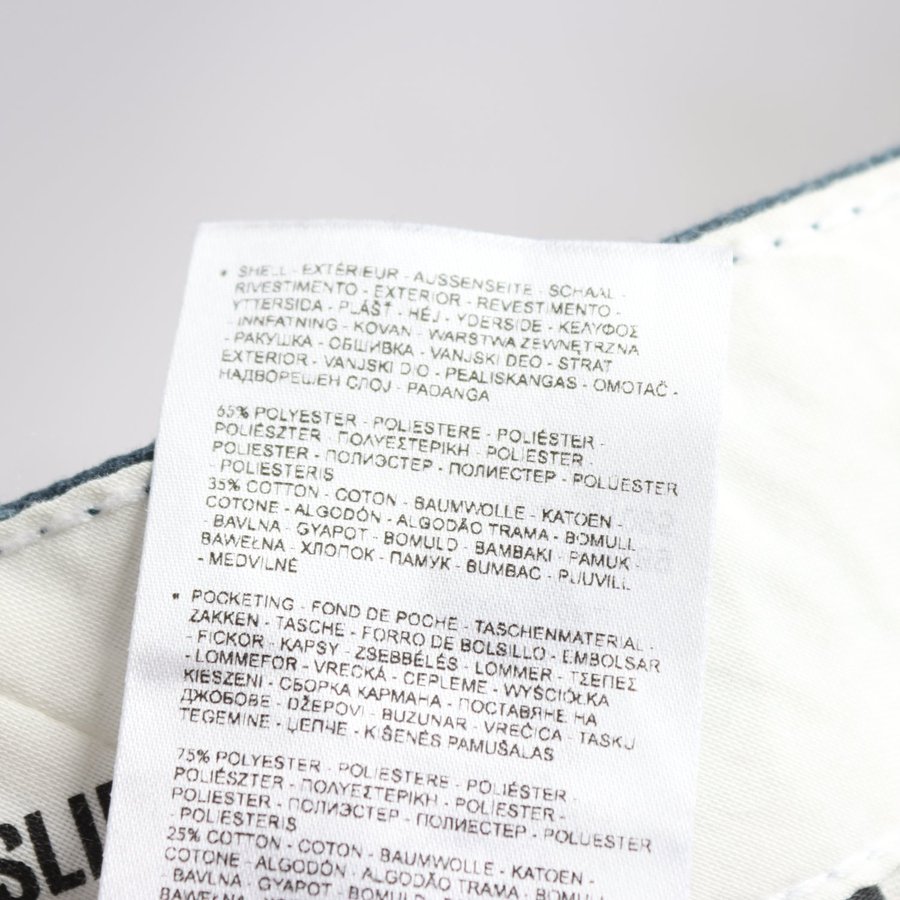 • SHELL - EXTÉRIEUR - AUSSENSEITE - SCHAAL -
RIVESTIMENTO - EXTERIOR - REVESTIMENTO -
YTTERSIDA - PLÁŠŤ - HÉJ - YDERSIDE - ΚΕΛΥΦΟΣ
- INNFATNING - KOVAN - WARSTWA ZEWNĘTRZNA
- РАКУШКА - ОБШИВКА - VANJSKI DEO - STRAT
EXTERIOR - VANJSKI DIO - PEALISKANGAS - OMOTAČ -
НАДВОРЕШЕН СЛОЈ - PADANGA
65% POLYESTER - POLIESTERE - POLIÉSTER -
POLIÉSZTER - ΠΟΛΥΕΣΤΕΡΙΚΗ - POLIESTER -
POLIESTER - ПОЛИЭСТЕР - ПОЛИЕСТЕР - POLÜESTER
- POLIESTERIS
35% COTTON - COTON - BAUMWOLLE - KATOEN -
COTONE - ALGODÓN - ALGODÃO TRAMA - BOMULL
- BAVLNA - GYAPOT - BOMULD - BAMBAKI - PAMUK -
BAWEŁNA - ХЛОПОК - ПАМУК - BUMBAC - PUUVILL
- MEDVILNÉ
• POCKETING - FOND DE POCHE - TASCHENMATERIAL -
ZAKKEN - TASCHE - FORRO DE BOLSILLO - EMBOLSAR
- FICKOR - KAPSY - ZSEBBÉLÉS - LOMMER - ΤΣΕΠΕΣ
- LOMMEFOR - VRECKÁ - CEPLEME - WYŚCIÓŁKA
KIESZENI - СБОРКА КАРМАНА - ПОСТАВЯНЕ НА
ДЖОБОВЕ - DŽEPOVI - BUZUNAR - VREČICA - TASKU
TEGEMINE - ЏЕПЧЕ - KIŠENĖS PAMUŠALAS
75% POLYESTER - POLIESTERE - POLIÉSTER -
POLIÉSZTER - ΠΟΛΥΕΣΤΕΡΙΚΗ - POLIESTER -
POLIESTER - ПОЛИЭСТЕР - ПОЛИЕСТЕР - POLÜESTER
- POLIESTERIS
25% COTTON - COTON - BAUMWOLLE - KATOEN -
COTONE - ALGODÓN - ALGODÃO TRAMA - BOMULL
- BAVLNA - GYAPOT - BOMULD -